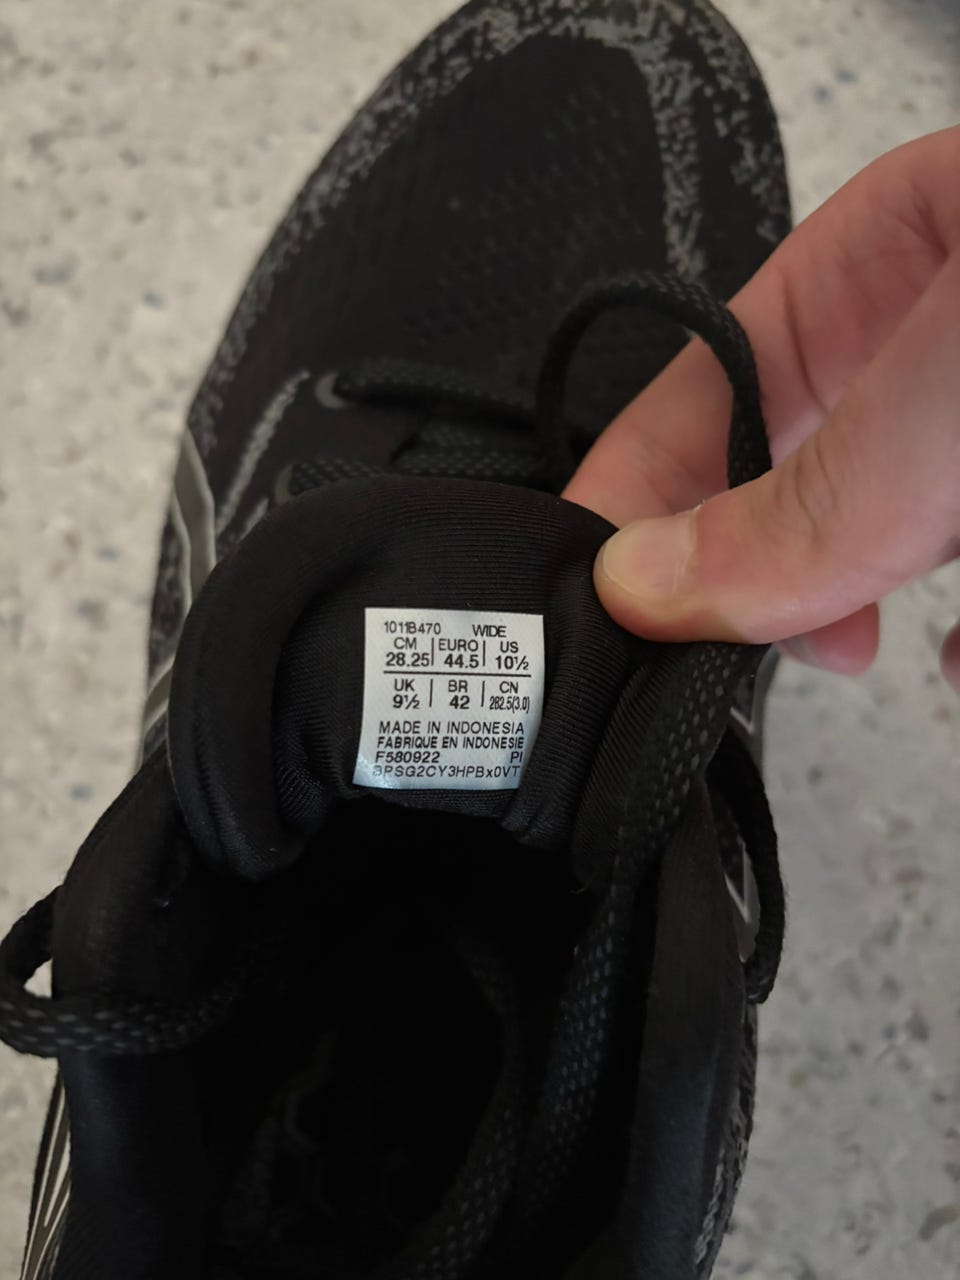 1011B470 WIDE
CM | EURO | US
28.25 | 44.5 | 10½
UK | BR | CN
9½ | 42 | 282.5(3.0)
MADE IN INDONESIA
FABRIQUE EN INDONESIE
F580922 PI
BPSG2CY3HPBx0VT